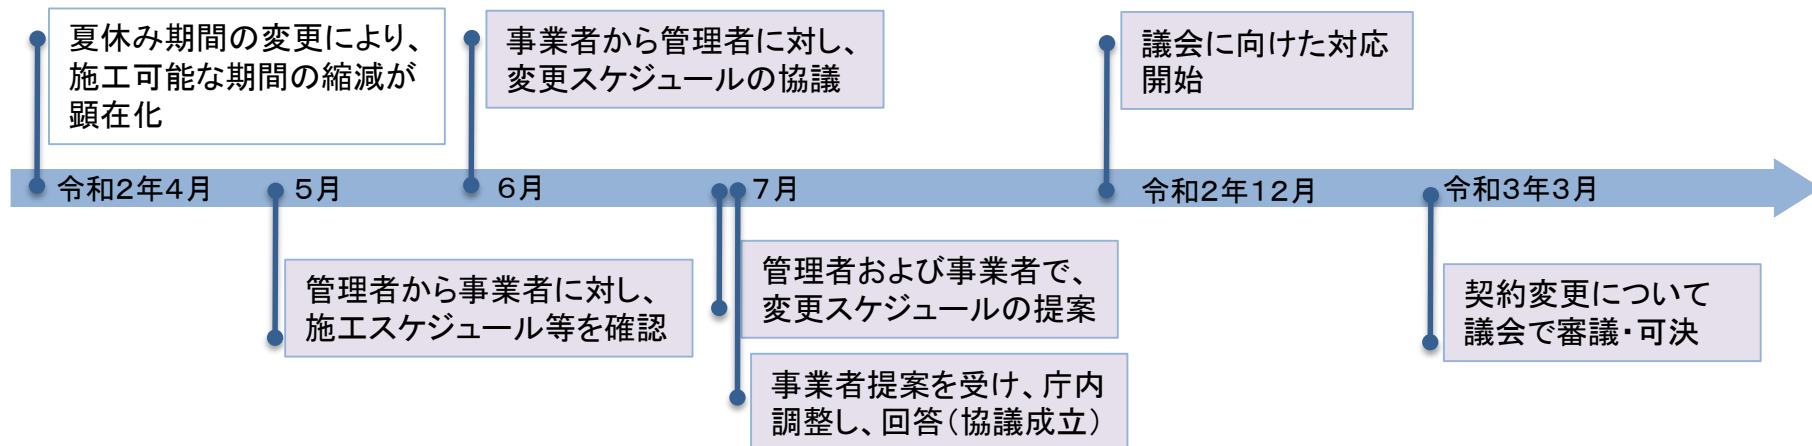 夏休み期間の変更により、
施工可能な期間の縮減が
顕在化
事業者から管理者に対し、
変更スケジュールの協議
議会に向けた対応
開始
令和２年４月
５月
６月
７月
令和２年１２月
令和３年３月
管理者から事業者に対し、
施工スケジュール等を確認
管理者および事業者で、
変更スケジュールの提案
事業者提案を受け、庁内
調整し、回答（協議成立）
契約変更について
議会で審議・可決